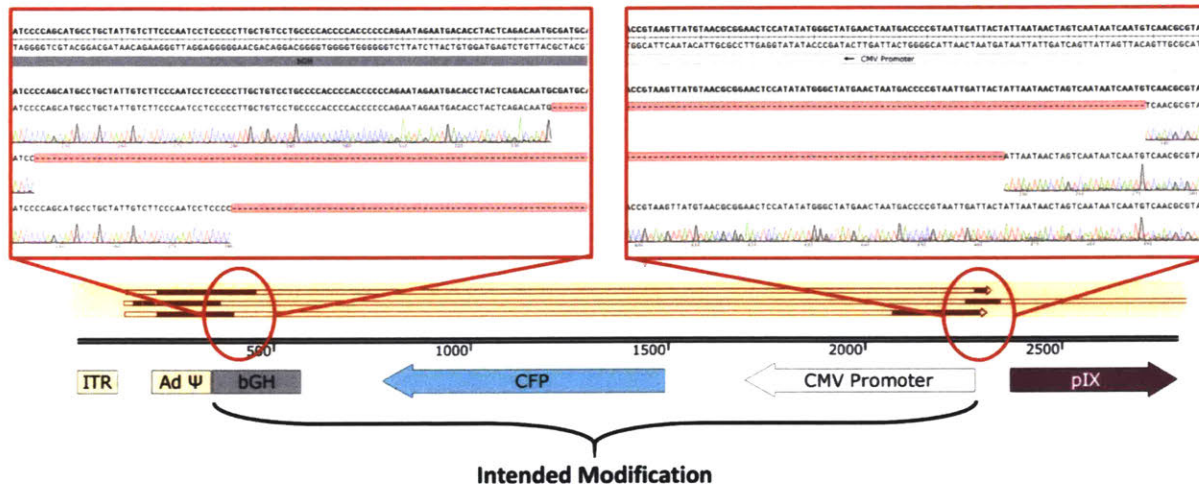 ATCCCCAGCATGCCTGCTATTGTCTTCCCAATCCTCCCCCTTGCTGTCCTGCCCCACCCCACCCCCCAGAATAGAATGACACCTACTCAGACAATGCGATGCA
TAGGGGTCGTACGGACGATAACAGAAGGGTTAGGAGGGGGAACGACAGGACGGGGTGGGGTGGGGGGTCTTATCTTACTGTGGATGAGTCTGTTACGCTACGT
bGH
ATCCCCAGCATGCCTGCTATTGTCTTCCCAATCCTCCCCCTTGCTGTCCTGCCCCACCCCACCCCCCAGAATAGAATGACACCTACTCAGACAATGCGATGCA
ATCCCCAGCATGCCTGCTATTGTCTTCCCAATCCTCCCCCTTGCTGTCCTGCCCCACCCCACCCCCCAGAATAGAATGACACCTACTCAGACAATG
ATCC
ATCCCCAGCATGCCTGCTATTGTCTTCCCAATCCTCCCC
ACCGTAAGTTATGTAACGCGGAACTCCATATATGGGCTATGAACTAATGACCCCGTAATTGATTACTATTAATAACTAGTCAATAATCAATGTCAACGCGTA
TGGCATTCAATACATTGCGCCTTGAGGTATATACCCGATACTTGATTACTGGGGCATTAACTAATGATAATTATTGATCAGTTATTAGTTACAGTTGCGCAT
← CMV Promoter
ACCGTAAGTTATGTAACGCGGAACTCCATATATGGGCTATGAACTAATGACCCCGTAATTGATTACTATTAATAACTAGTCAATAATCAATGTCAACGCGTA
TCAACGCGTA
ATTAATAACTAGTCAATAATCAATGTCAACGCGTA
ACCGTAAGTTATGTAACGCGGAACTCCATATATGGGCTATGAACTAATGACCCCGTAATTGATTACTATTAATAACTAGTCAATAATCAATGTCAACGCGTA
500 1000 1500 2000 2500
ITR Ad Ψ bGH CFP CMV Promoter pIX
Intended Modification